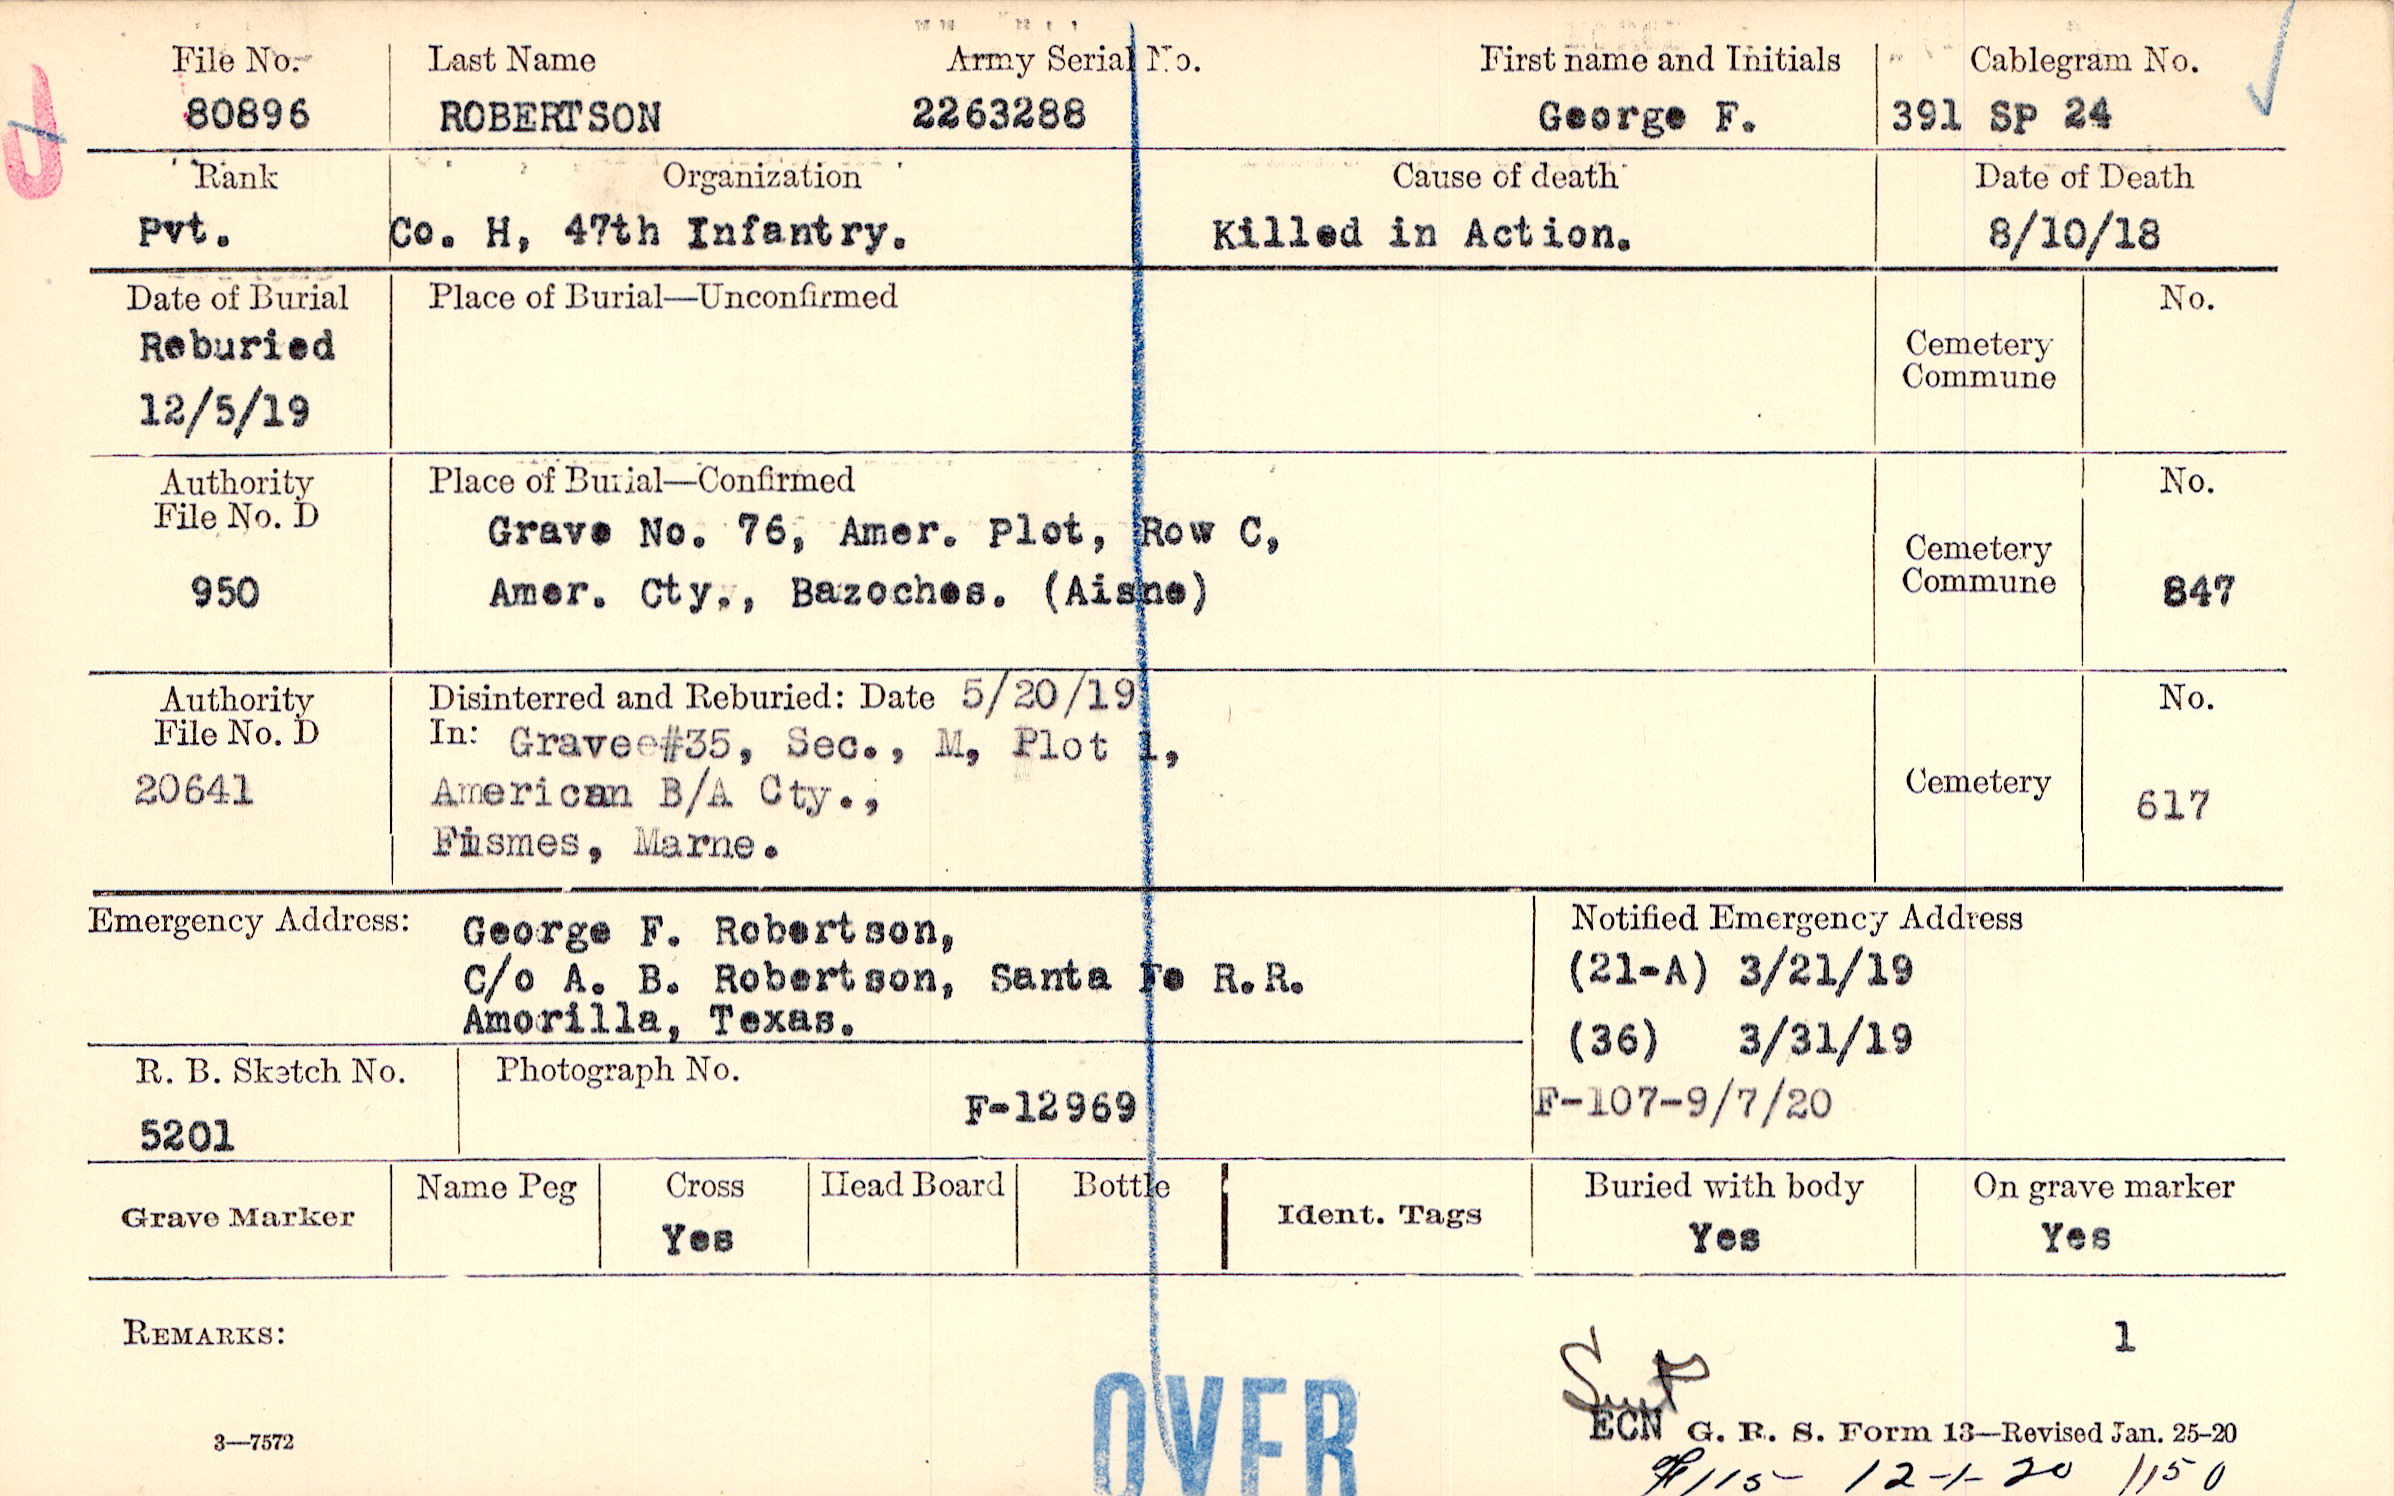 File No. Last Name Army Serial No. First name and Initials Cablegram No.
80896 ROBERTSON 2263288 George F. 391 SP 24
Rank Organization Cause of death Date of Death
Pvt. Co. H, 47th Infantry. Killed in Action. 8/10/18
Date of Burial Place of Burial—Unconfirmed No.
Reburied Cemetery
Commune
12/5/19
Authority Place of Burial—Confirmed No.
File No. D Grave No. 76, Amer. Plot, Row C,
Cemetery
950 Amer. Cty., Bazoches. (Aisne) Commune 847
Authority Disinterred and Reburied: Date 5/20/19 No.
File No. D In: Grave #35, Sec., M, Plot 1,
20641 American B/A Cty., Cemetery 617
Fismes, Marne.
Emergency Address: George F. Robertson, Notified Emergency Address
C/o A. B. Robertson, Santa Fe R.R. (21-A) 3/21/19
Amorilla, Texas. (36) 3/31/19
R. B. Sketch No. Photograph No. F-107-9/7/20
5201 F-12969
Grave Marker Name Peg Cross Head Board Bottle Ident. Tags Buried with body On grave marker
Yes Yes Yes
REMARKS: 1
OVER
ECN G. R. S. Form 13—Revised Jan. 25-20
3—7572
12-1-20 1150